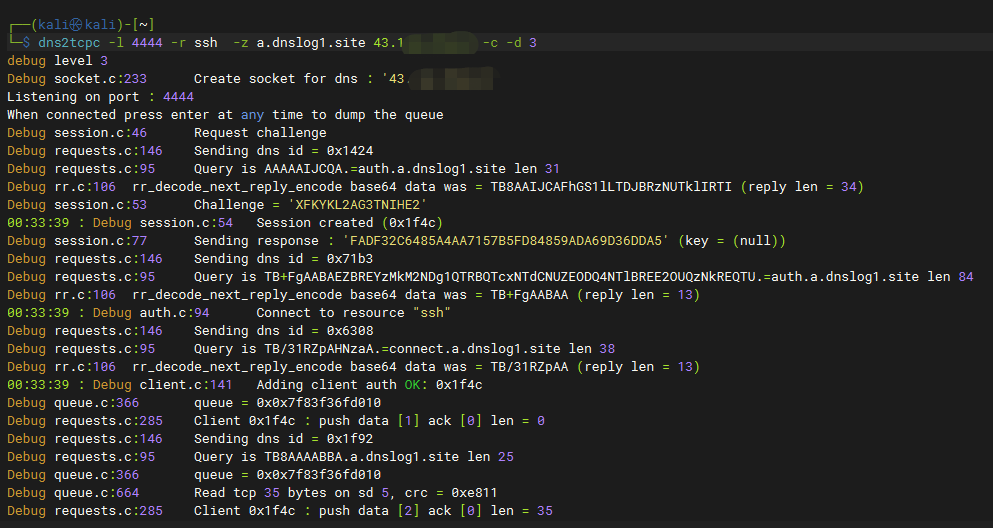 ┌──(kali㉿kali)-[~]
└─$ dns2tcpc -l 4444 -r ssh  -z a.dnslog1.site 43.1 -c -d 3
debug level 3
Debug socket.c:233      Create socket for dns : '43.
Listening on port : 4444
When connected press enter at any time to dump the queue
Debug session.c:46      Request challenge
Debug requests.c:146    Sending dns id = 0x1424
Debug requests.c:95     Query is AAAAAIJCQA.=auth.a.dnslog1.site len 31
Debug rr.c:106  rr_decode_next_reply_encode base64 data was = TB8AAIJCAFhGS1lLTDJBRzNUTklIRTI (reply len = 34)
Debug session.c:53      Challenge = 'XFKYKL2AG3TNIHE2'
00:33:39 : Debug session.c:54   Session created (0x1f4c)
Debug session.c:77      Sending response : 'FADF32C6485A4AA7157B5FD84859ADA69D36DDA5' (key = (null))
Debug requests.c:146    Sending dns id = 0x71b3
Debug requests.c:95     Query is TB+FgAABAEZBREYzMkM2NDg1QTRBQTcxNTdCNUZEODQ4NTlBREE2OUQzNkREQTU.=auth.a.dnslog1.site len 84
Debug rr.c:106  rr_decode_next_reply_encode base64 data was = TB+FgAABAA (reply len = 13)
00:33:39 : Debug auth.c:94      Connect to resource "ssh"
Debug requests.c:146    Sending dns id = 0x6308
Debug requests.c:95     Query is TB/31RZpAHNzaA.=connect.a.dnslog1.site len 38
Debug rr.c:106  rr_decode_next_reply_encode base64 data was = TB/31RZpAA (reply len = 13)
00:33:39 : Debug client.c:141   Adding client auth OK: 0x1f4c
Debug queue.c:366       queue = 0x0x7f83f36fd010
Debug requests.c:285    Client 0x1f4c : push data [1] ack [0] len = 0
Debug requests.c:146    Sending dns id = 0x1f92
Debug requests.c:95     Query is TB8AAAABBA.a.dnslog1.site len 25
Debug queue.c:366       queue = 0x0x7f83f36fd010
Debug queue.c:664       Read tcp 35 bytes on sd 5, crc = 0xe811
Debug requests.c:285    Client 0x1f4c : push data [2] ack [0] len = 35